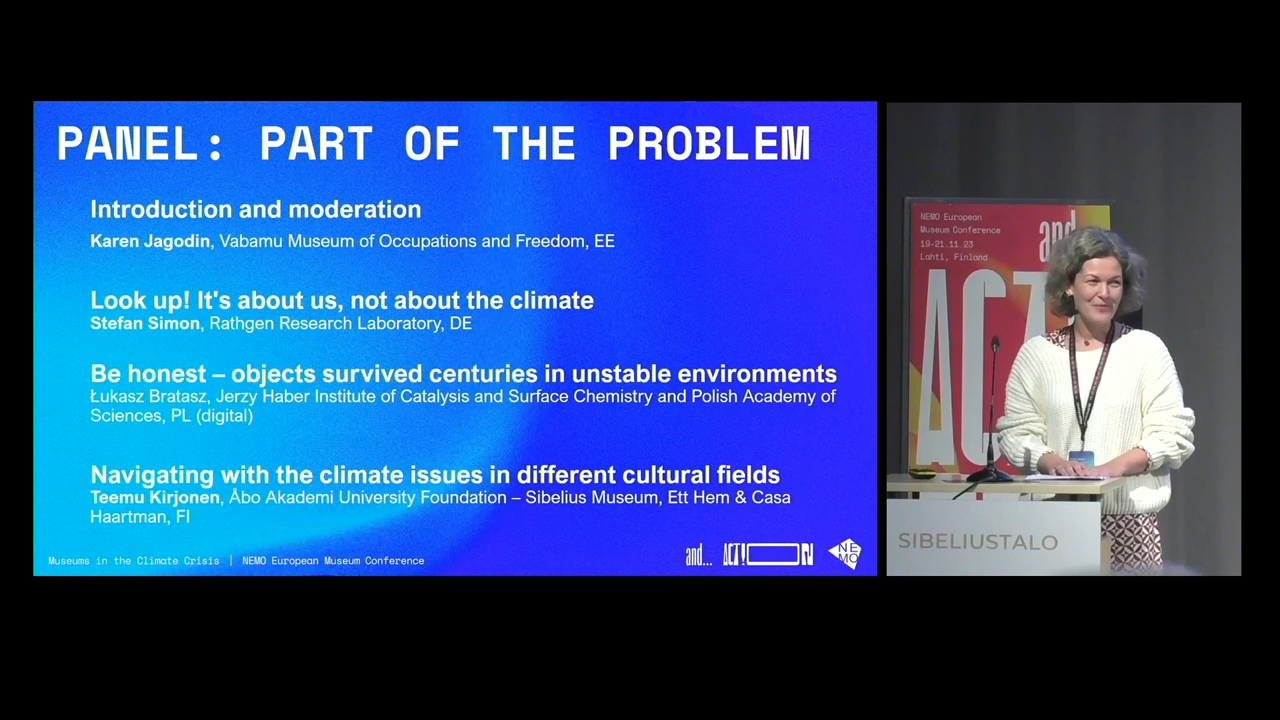 PANEL: PART OF THE PROBLEM
Introduction and moderation
Karen Jagodin, Vabamu Museum of Occupations and Freedom, EE
Look up! It's about us, not about the climate
Stefan Simon, Rathgen Research Laboratory, DE
Be honest – objects survived centuries in unstable environments
Łukasz Bratasz, Jerzy Haber Institute of Catalysis and Surface Chemistry and Polish Academy of
Sciences, PL (digital)
Navigating with the climate issues in different cultural fields
Teemu Kirjonen, Åbo Akademi University Foundation – Sibelius Museum, Ett Hem & Casa
Haartman, FI
Museums in the Climate Crisis | NEMO European Museum Conference
and... ACT!ON
NE
MO
NEMO European
Museum Conference
19-21.11.23
Lahti, Finland
and
ACT
SIBELIUSTALO